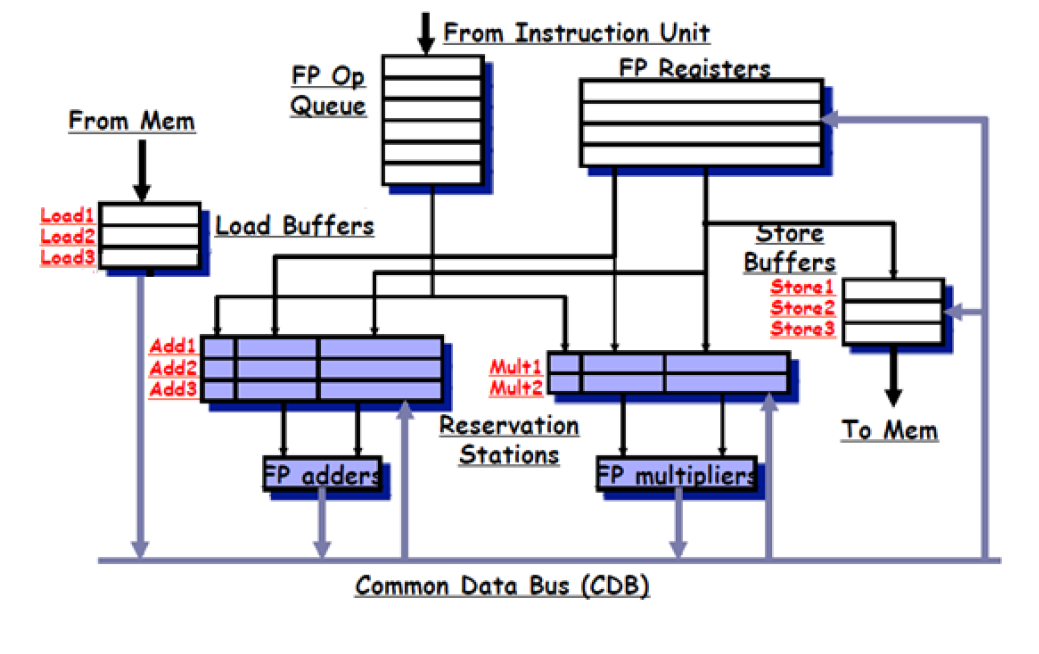 From Instruction Unit
FP Op
Queue
FP Registers
From Mem
Load1
Load2
Load3
Load Buffers
Store
Buffers
Store1
Store2
Store3
Add1
Add2
Add3
Mult1
Mult2
Reservation
Stations
To Mem
FP adders
FP multipliers
Common Data Bus (CDB)